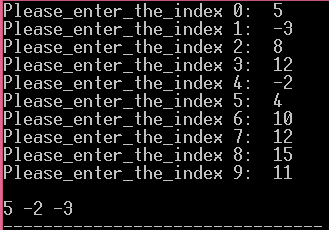 Please_enter_the_index 0:  5
Please_enter_the_index 1:  -3
Please_enter_the_index 2:  8
Please_enter_the_index 3:  12
Please_enter_the_index 4:  -2
Please_enter_the_index 5:  4
Please_enter_the_index 6:  10
Please_enter_the_index 7:  12
Please_enter_the_index 8:  15
Please_enter_the_index 9:  11
5 -2 -3
--------------------------------